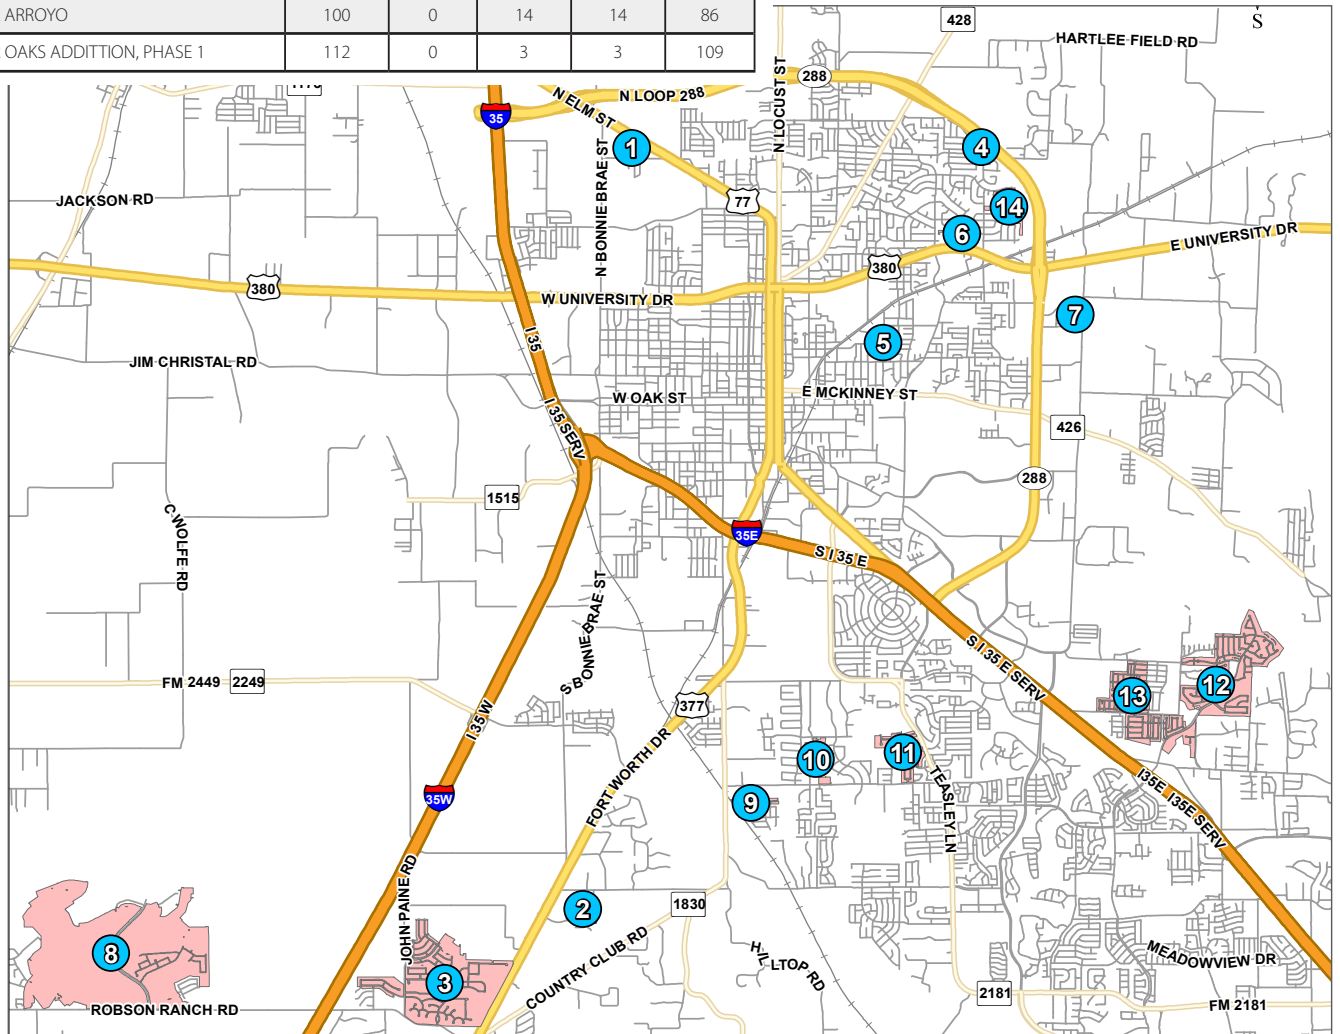 ARROYO 100 0 14 14 86
OAKS ADDITTION, PHASE 1 112 0 3 3 109
S
428
HARTLEE FIELD RD
288
N LOCUST ST
N LOOP 288
N ELM ST
35
1
4
N BONNIE BRAE ST
JACKSON RD
77
14
6
E UNIVERSITY DR
380
380
W UNIVERSITY DR
7
I 35
5
JIM CHRISTAL RD
W OAK ST
E MCKINNEY ST
I 35 SERV
426
288
1515
C WOLFE RD
35E
S I 35 E
S BONNIE BRAE ST
S I 35 E SERV
FM 2449
2249
12
13
377
I 35 W
FORT WORTH DR
10
11
TEASLEY LN
I35E
I35E SERV
35W
9
JOHN PAINE RD
2
1830
COUNTRY CLUB RD
HILLTOP RD
MEADOWVIEW DR
8
3
2181
FM 2181
ROBSON RANCH RD